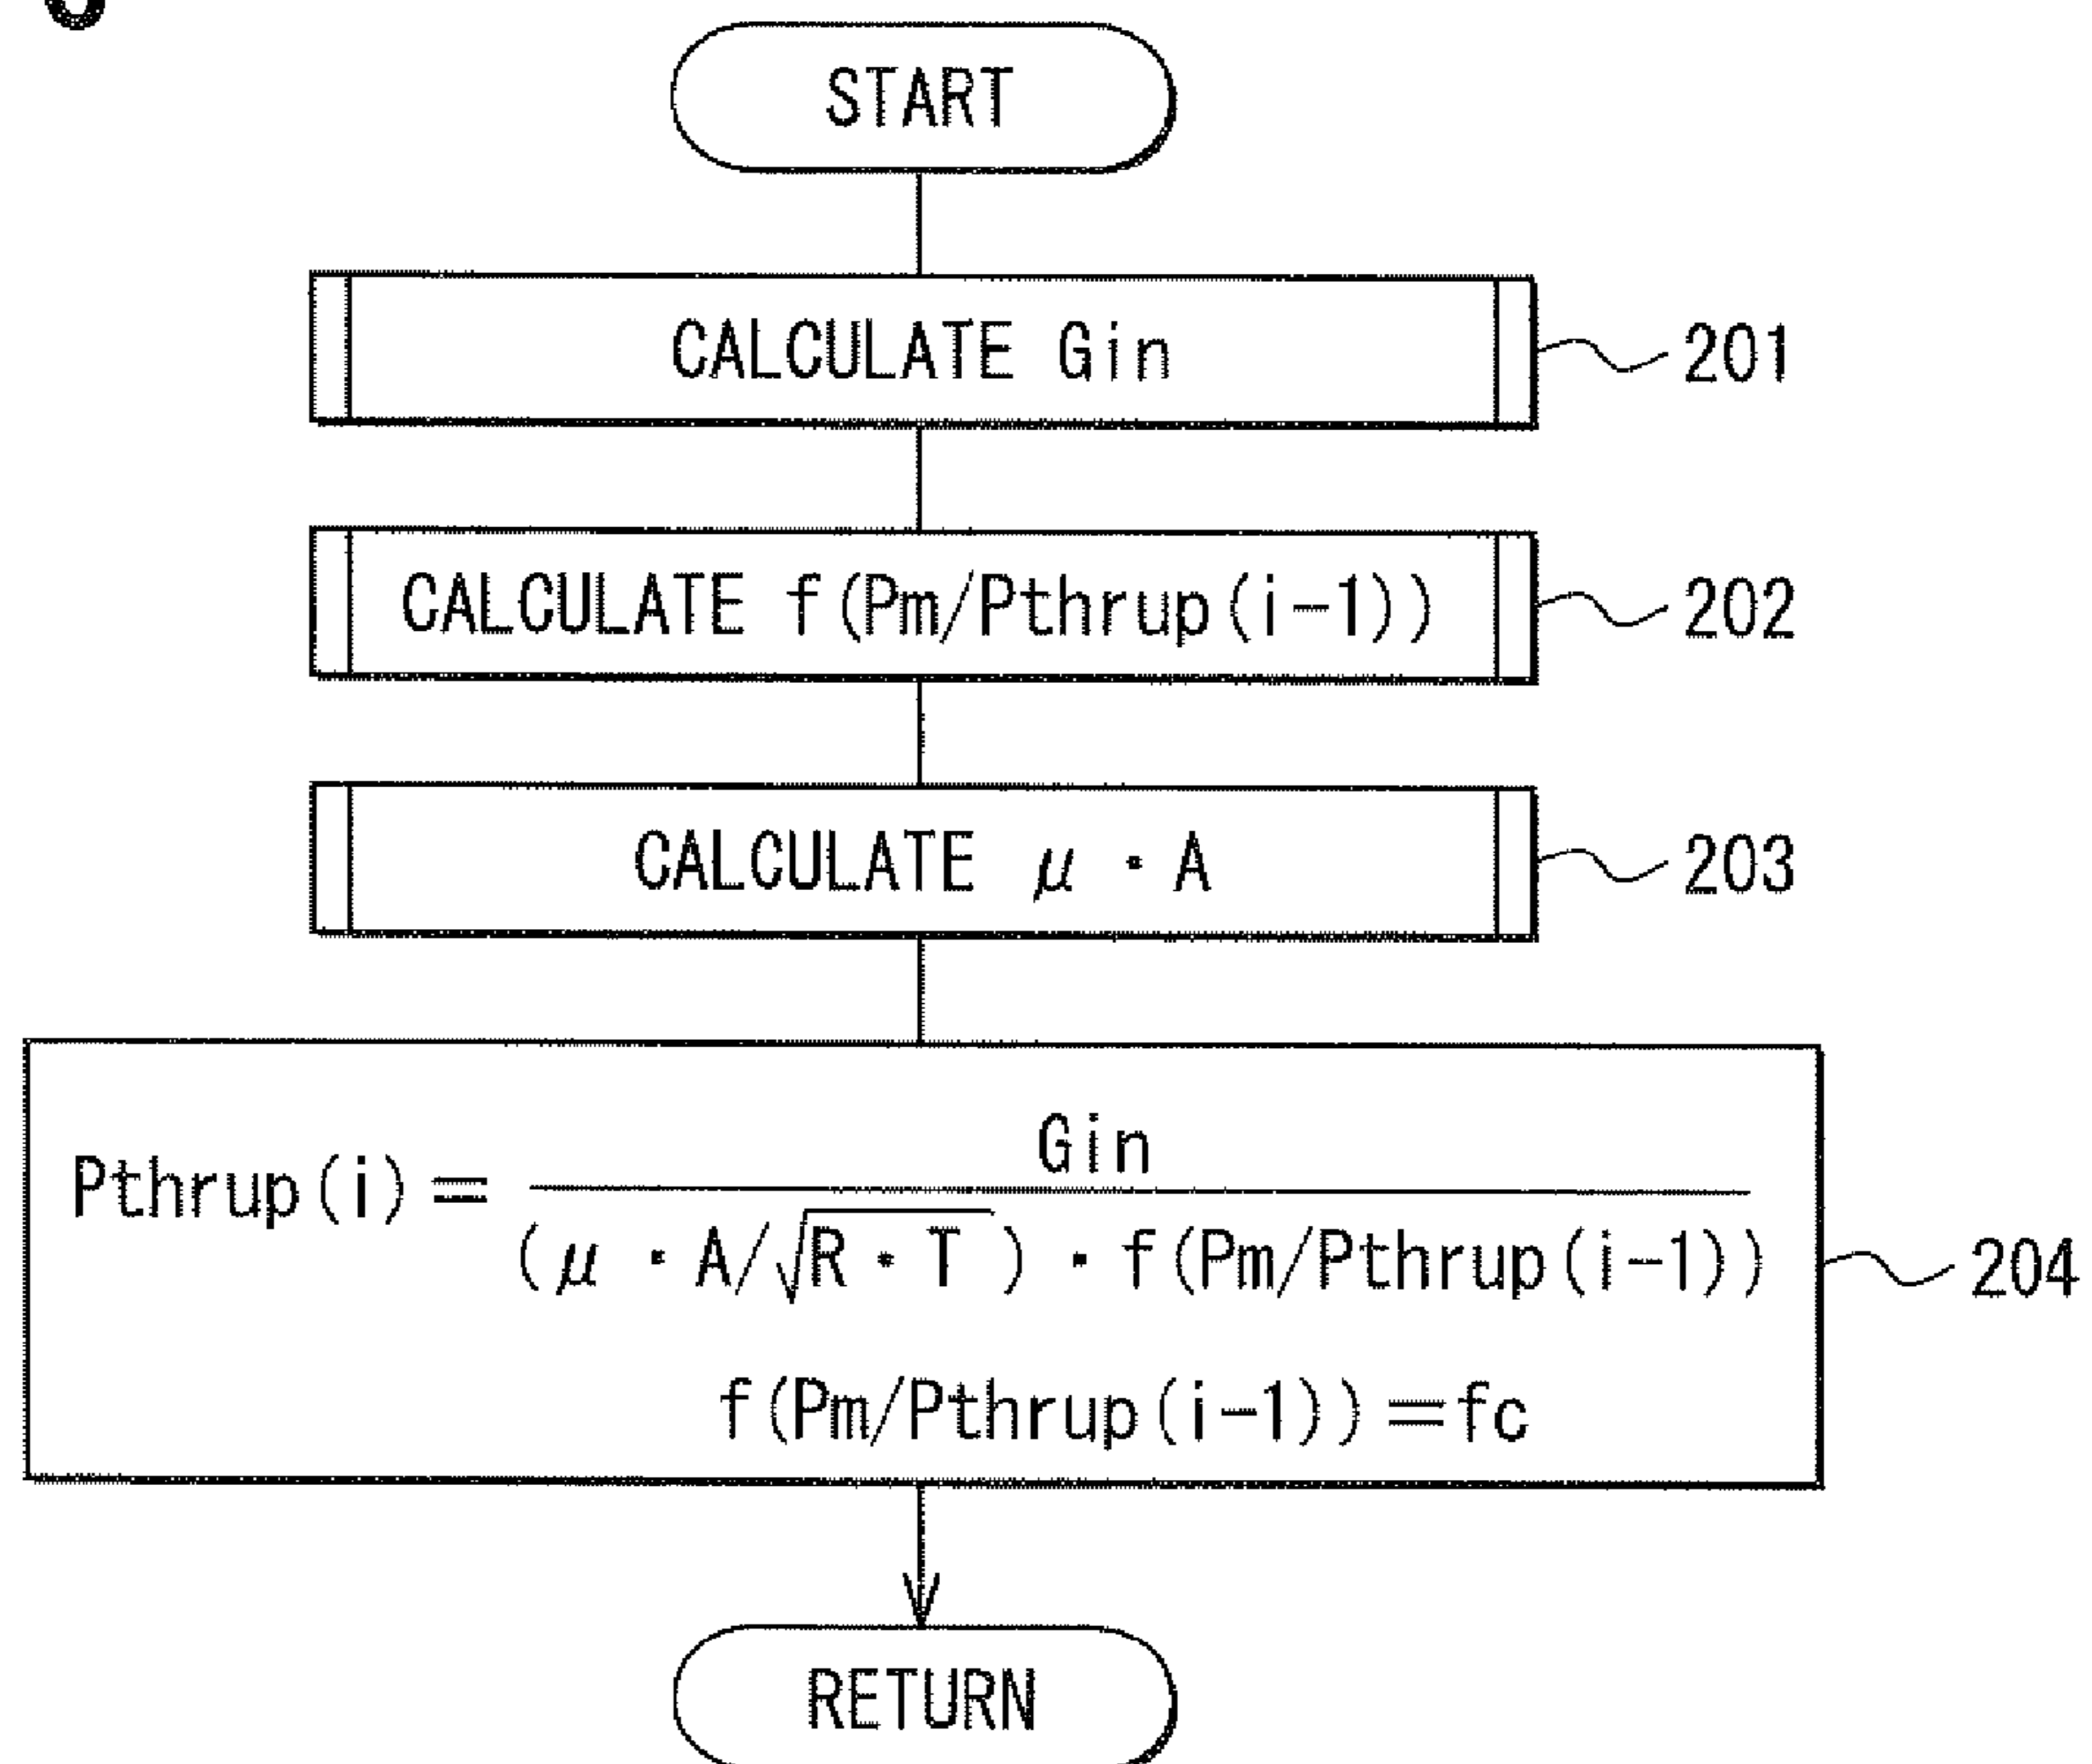 START
CALCULATE Gin
201
CALCULATE f(Pm/Pthrup(i-1))
202
CALCULATE μ・A
203
Gin
Pthrup(i)=
(μ・A/√R・T)・f(Pm/Pthrup(i-1))
204
f(Pm/Pthrup(i-1))=fc
RETURN